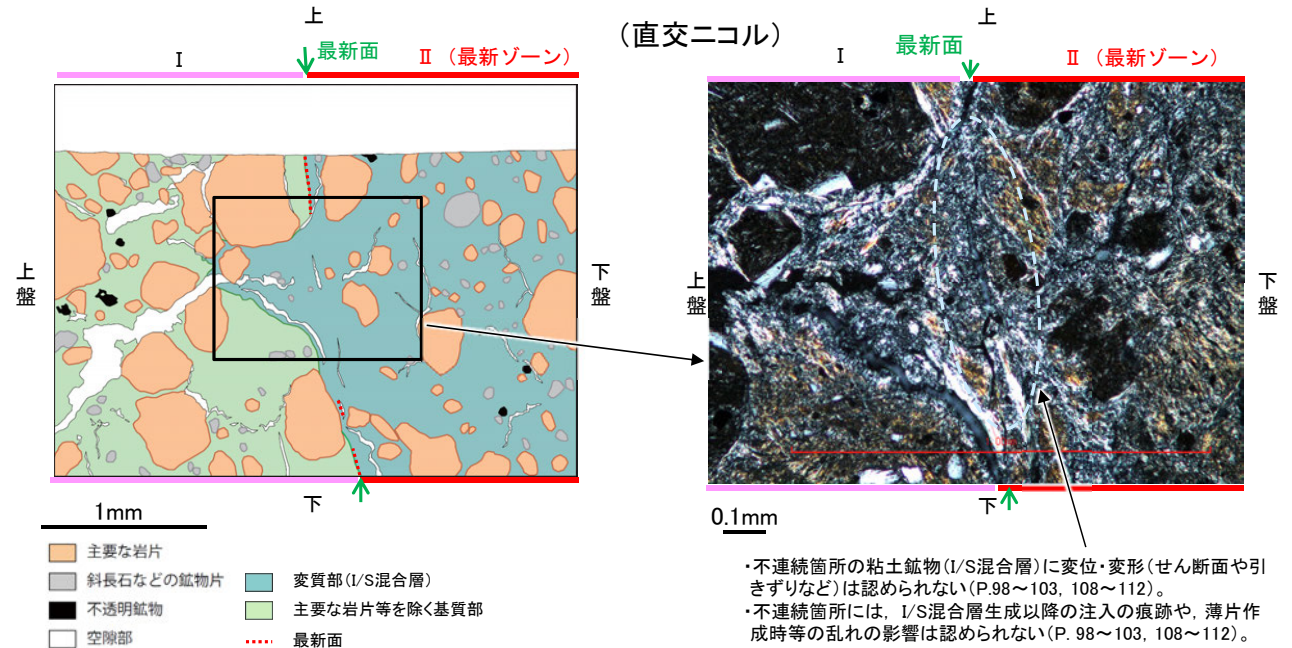 上
(直交ニコル)
上
最新面
Ⅰ
Ⅱ (最新ゾーン)
最新面
Ⅰ
Ⅱ (最新ゾーン)
上盤
下盤
上盤
下盤
下
下
1mm
0.1mm
主要な岩片
斜長石などの鉱物片
不透明鉱物
空隙部
変質部(I/S混合層)
主要な岩片等を除く基質部
最新面
・不連続箇所の粘土鉱物(I/S混合層)に変位・変形(せん断面や引
きずりなど)は認められない(P.98~103, 108~112)。
・不連続箇所には, I/S混合層生成以降の注入の痕跡や, 薄片作
成時等の乱れの影響は認められない(P. 98~103, 108~112)。